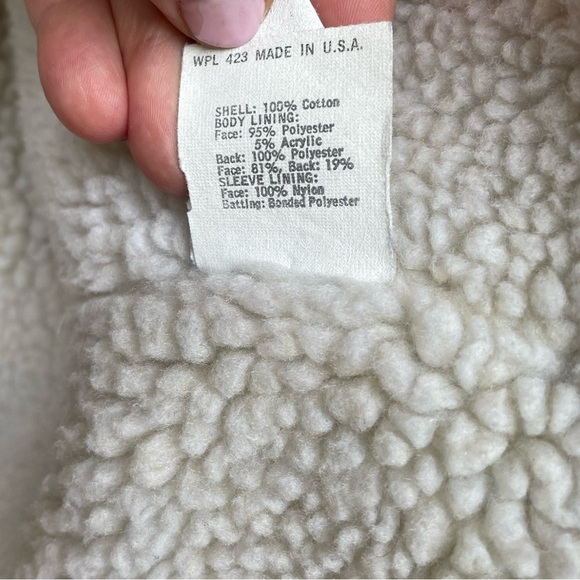 WPL 423 MADE IN U.S.A.
SHELL: 100% Cotton
BODY LINING:
Face: 95% Polyester
5% Acrylic
Back: 100% Polyester
Face: 81%, Back: 19%
SLEEVE LINING:
Face: 100% Nylon
Batting: Bonded Polyester